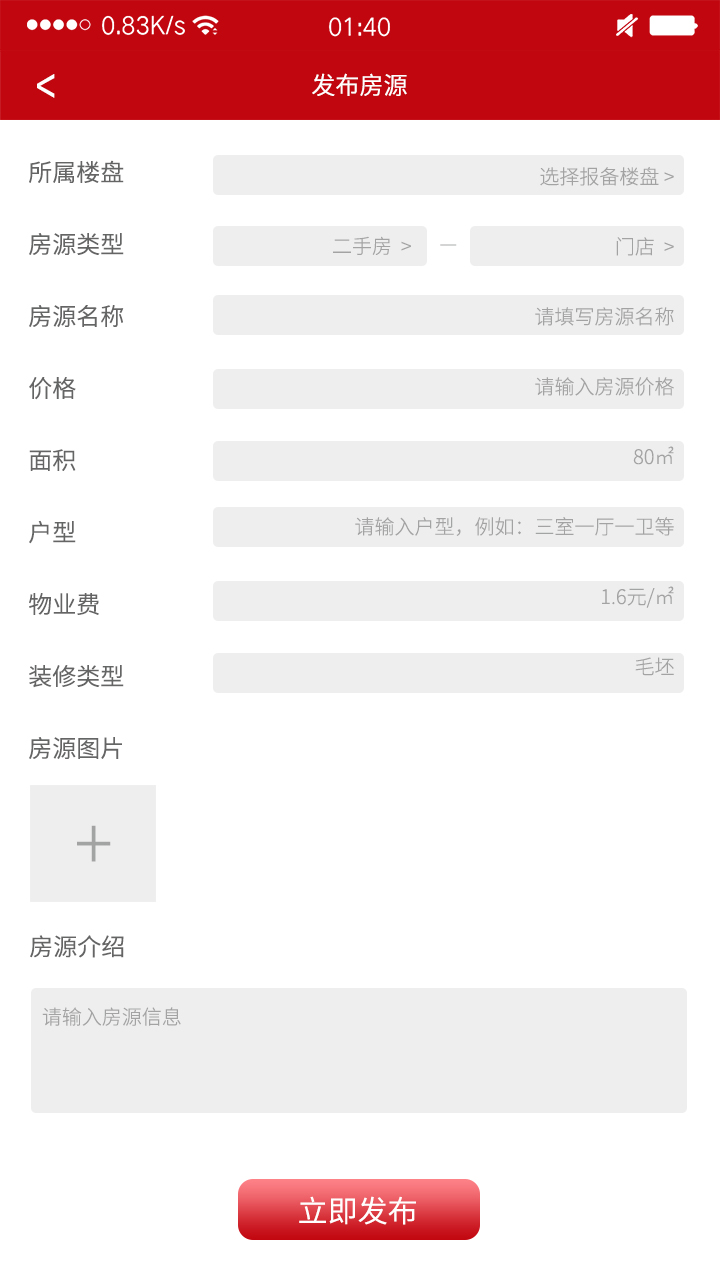 0.83K/s 01:40
< 发布房源
所属楼盘 选择报备楼盘 >
房源类型 二手房 > — 门店 >
房源名称 请填写房源名称
价格 请输入房源价格
面积 80㎡
户型 请输入户型，例如：三室一厅一卫等
物业费 1.6元/㎡
装修类型 毛坯
房源图片
+
房源介绍
请输入房源信息
立即发布